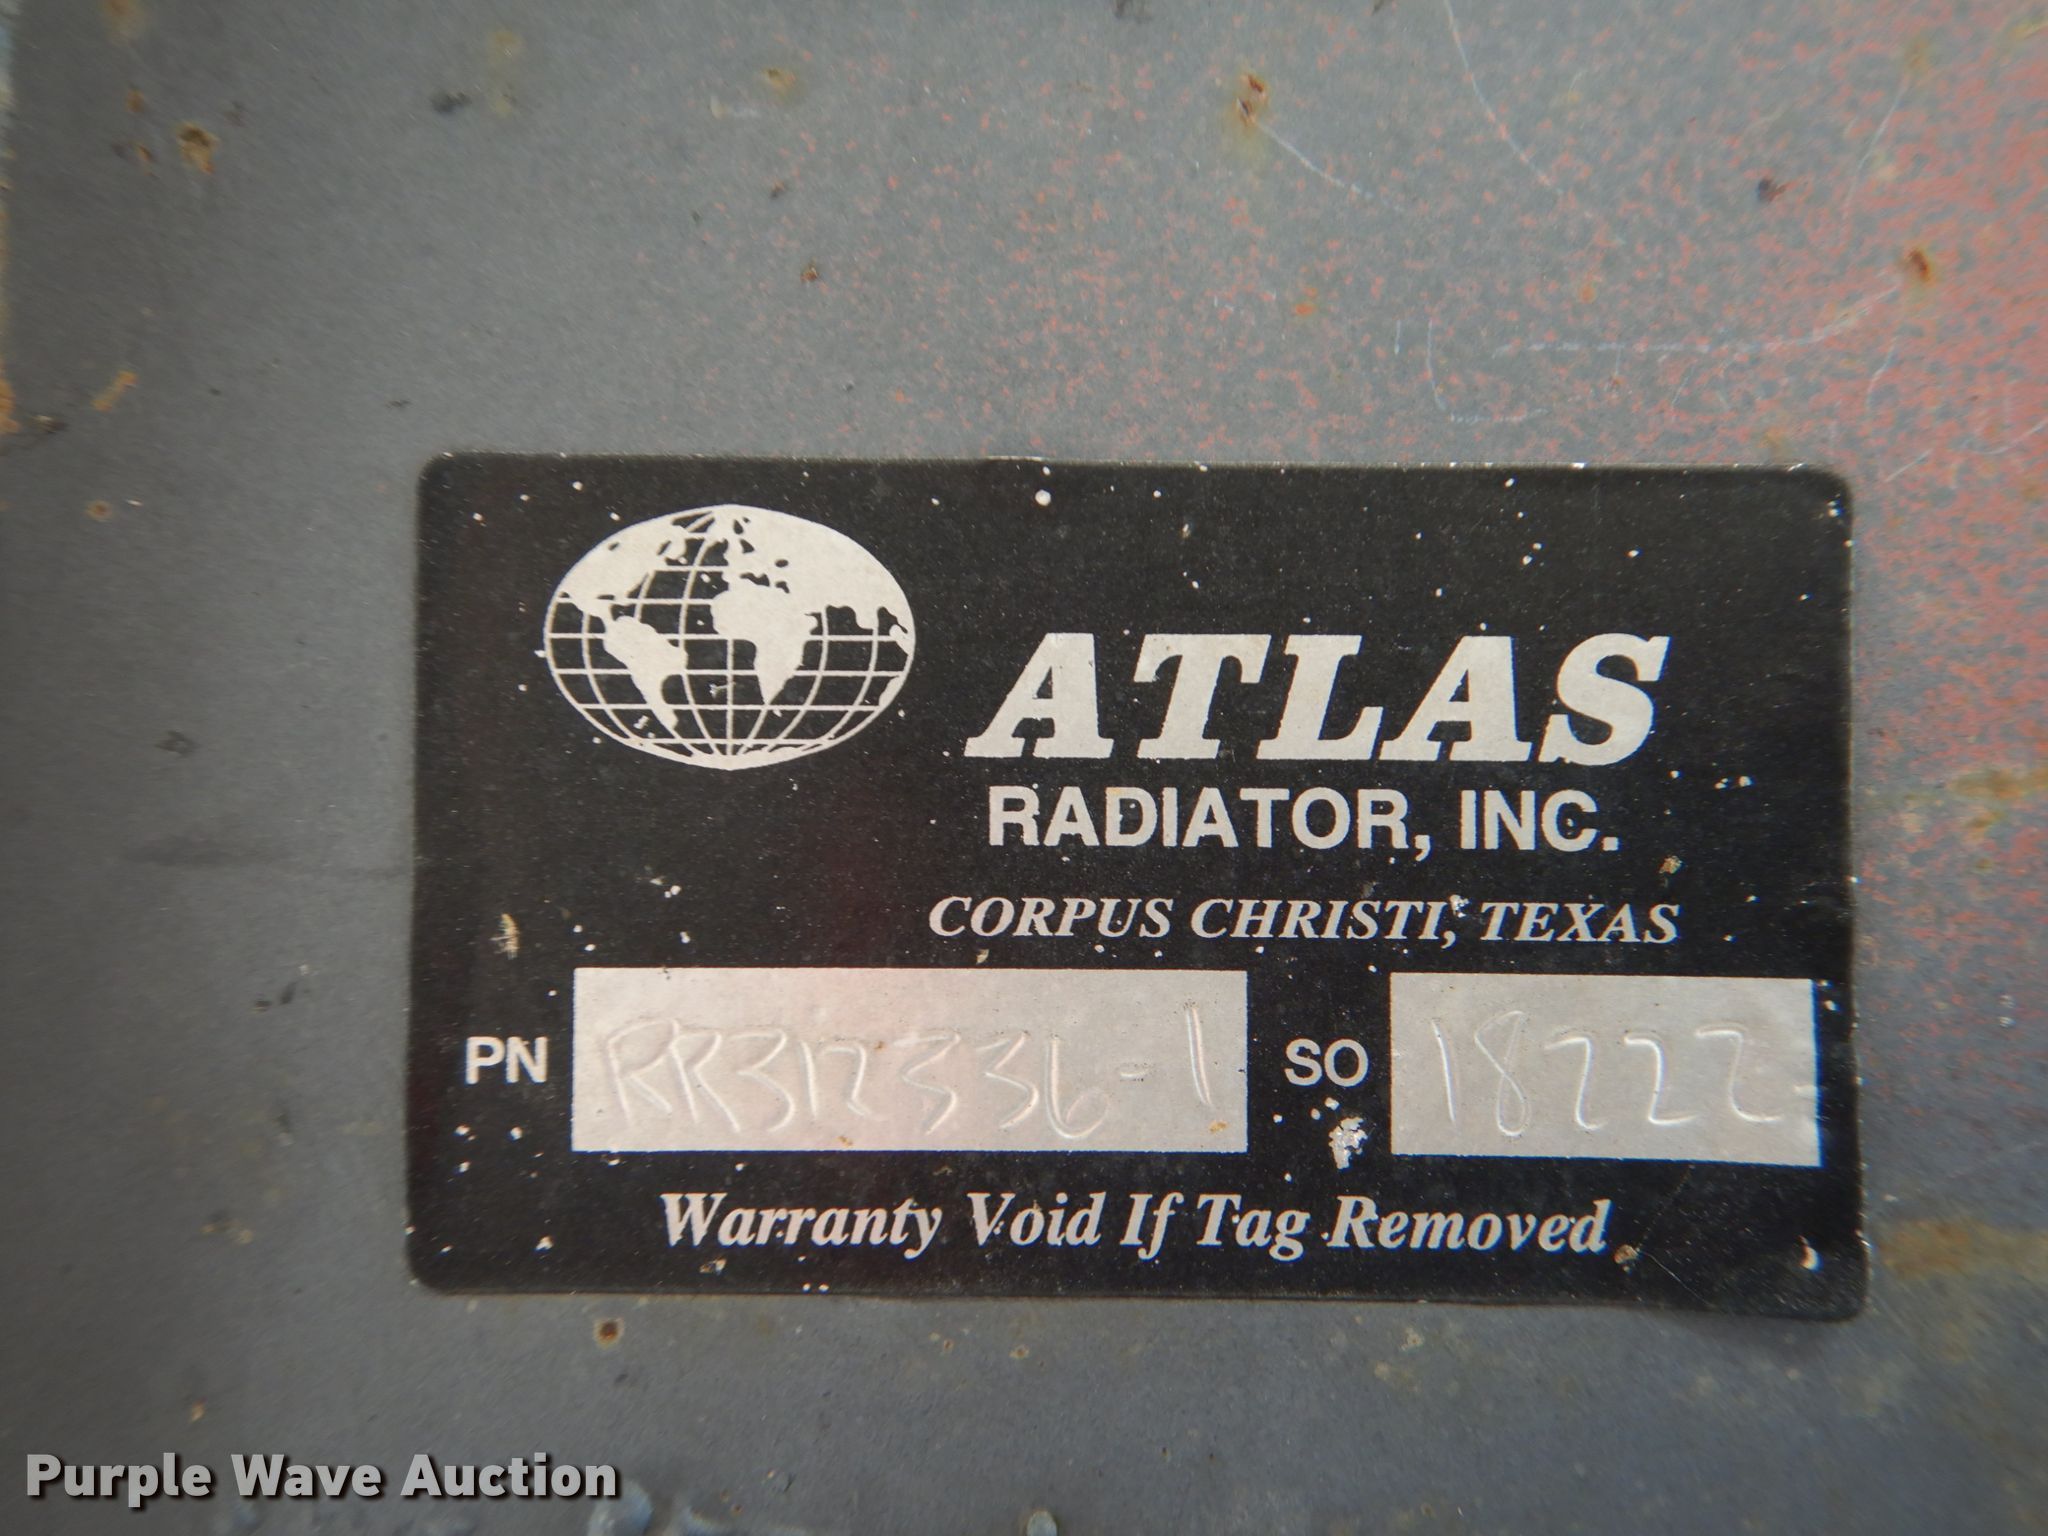 ATLAS
RADIATOR, INC.
CORPUS CHRISTI, TEXAS
PN RR312336-1 SO 18222
Warranty Void If Tag Removed
Purple Wave Auction